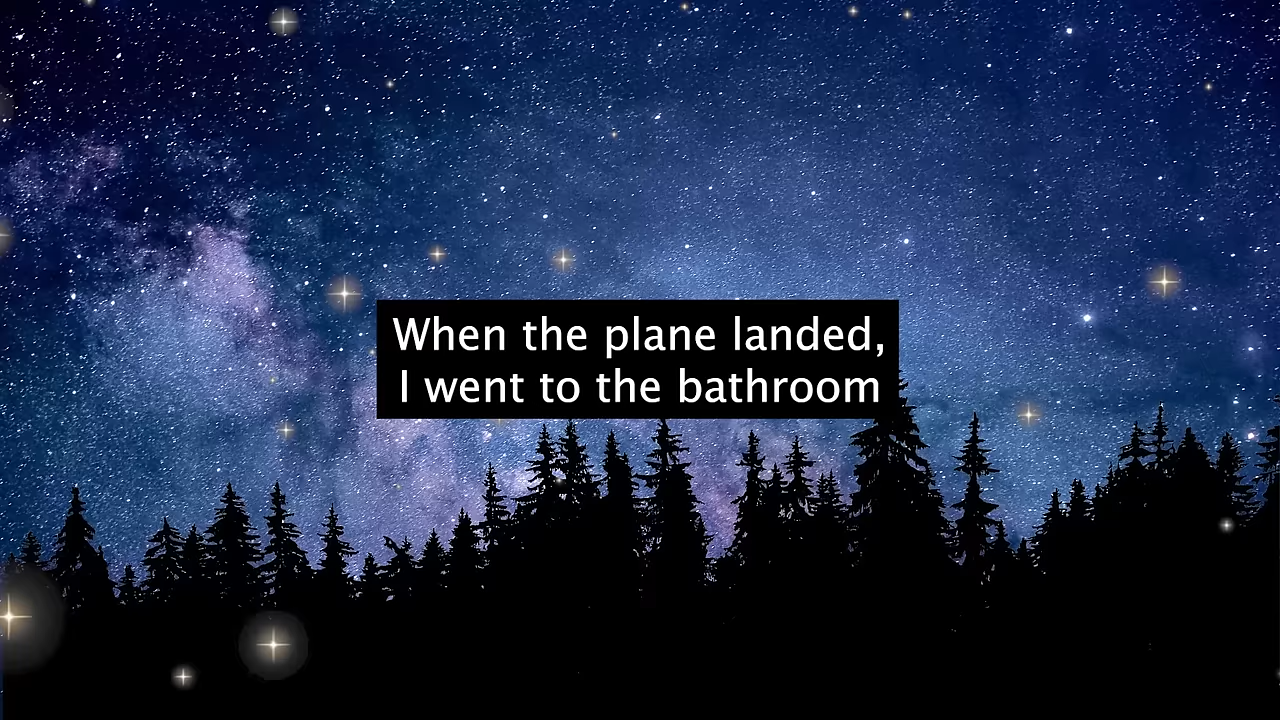 When the plane landed,
I went to the bathroom